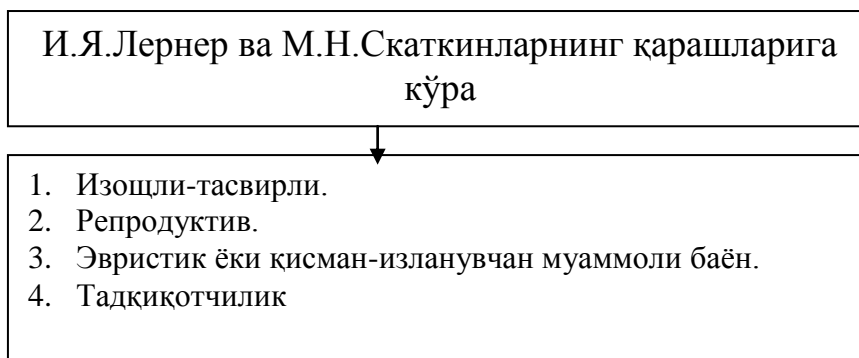 И.Я.Лернер ва М.Н.Скаткинларнинг қарашларига
кўра
1. Изоҳли-тасвирли.
2. Репродуктив.
3. Эвристик ёки қисман-изланувчан муаммоли баён.
4. Тадқиқотчилик